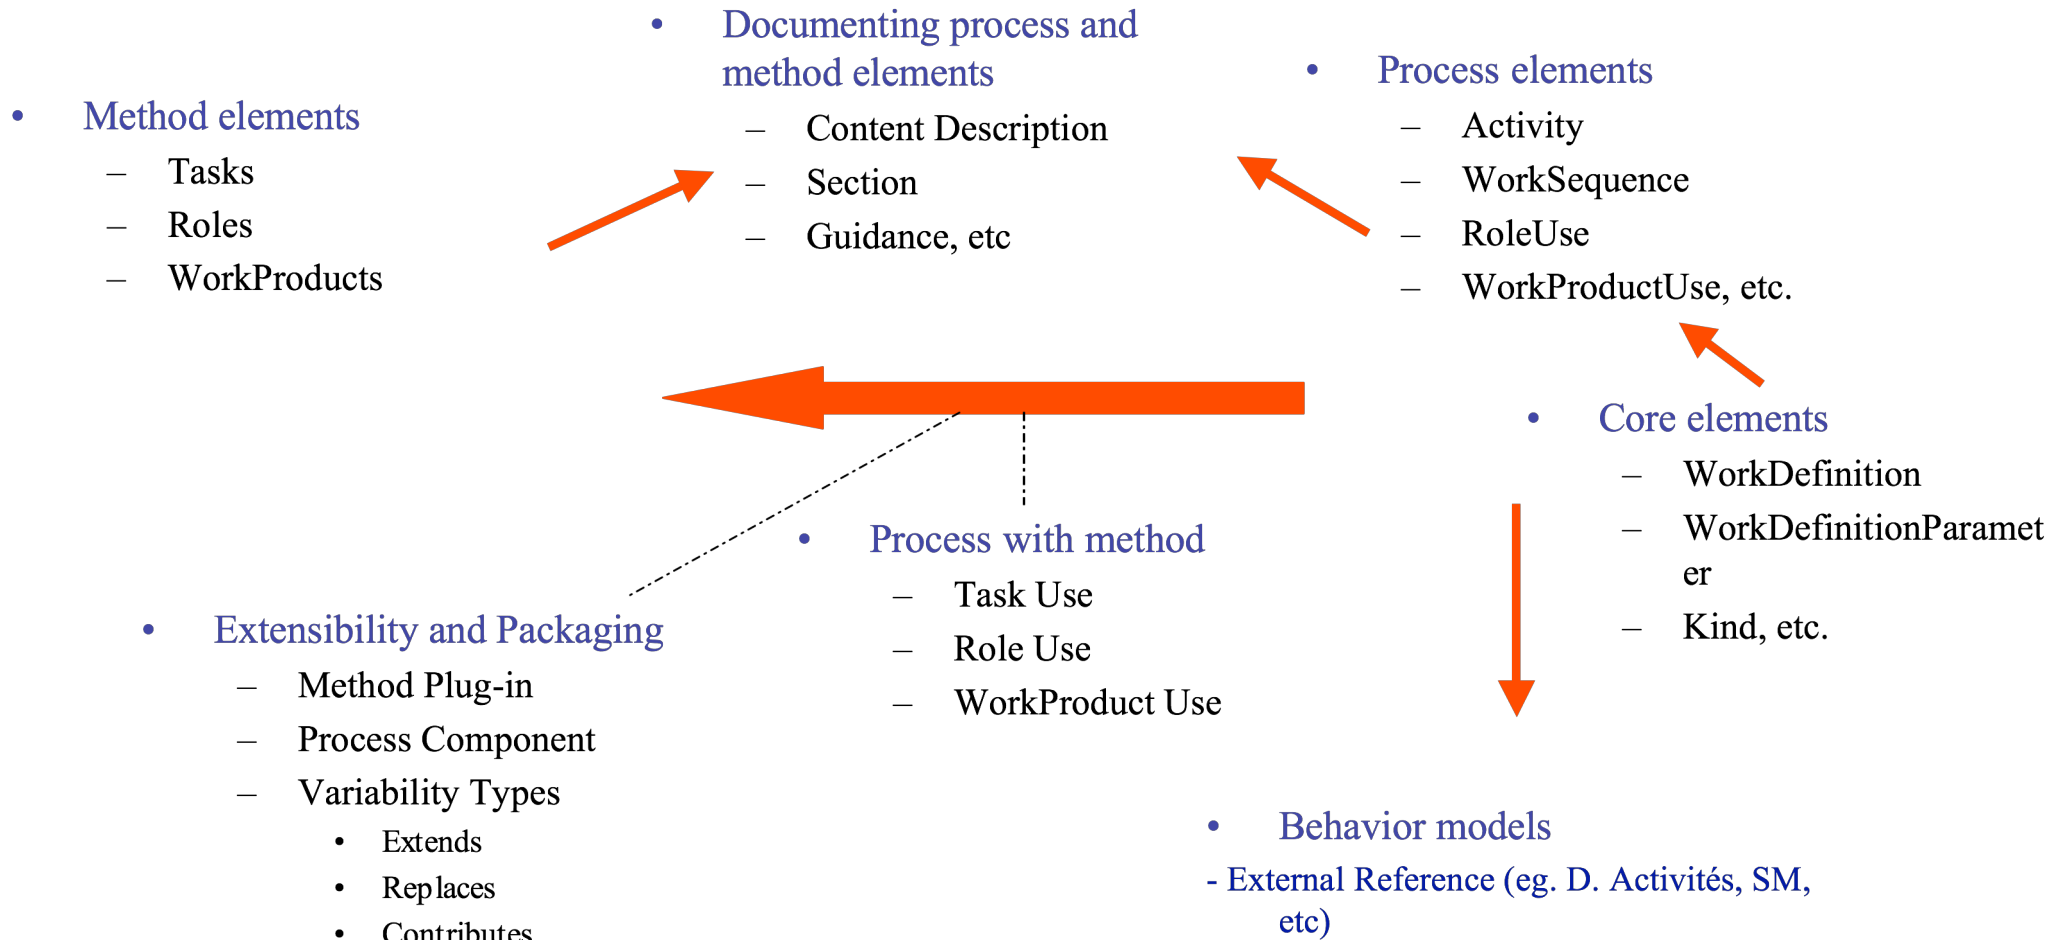 • Documenting process and
method elements
– Content Description
– Section
– Guidance, etc
• Method elements
– Tasks
– Roles
– WorkProducts
• Process elements
– Activity
– WorkSequence
– RoleUse
– WorkProductUse, etc.
• Core elements
– WorkDefinition
– WorkDefinitionParamet
er
– Kind, etc.
• Process with method
– Task Use
– Role Use
– WorkProduct Use
• Extensibility and Packaging
– Method Plug-in
– Process Component
– Variability Types
• Extends
• Replaces
• Contributes
• Behavior models
- External Reference (eg. D. Activités, SM,
etc)